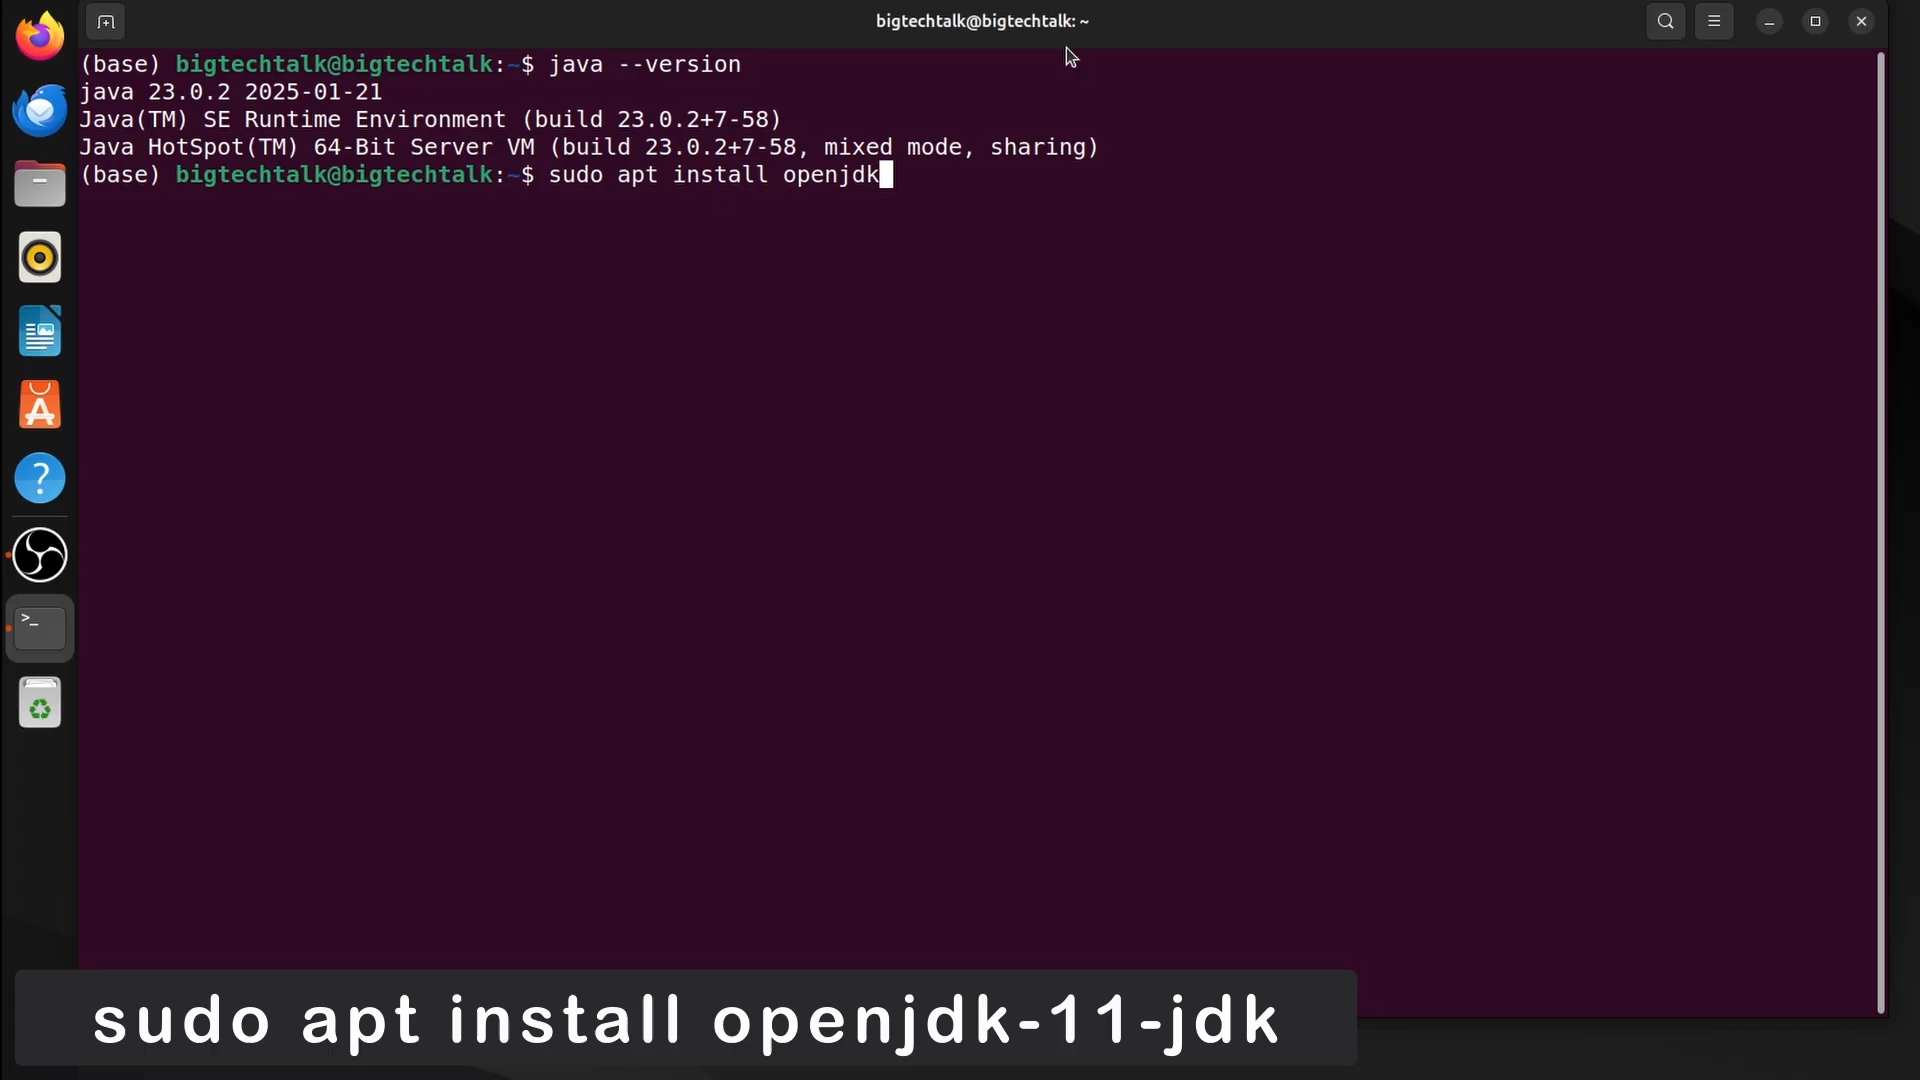 bigtechtalk@bigtechtalk: ~
(base) bigtechtalk@bigtechtalk:~$ java --version
java 23.0.2 2025-01-21
Java(TM) SE Runtime Environment (build 23.0.2+7-58)
Java HotSpot(TM) 64-Bit Server VM (build 23.0.2+7-58, mixed mode, sharing)
(base) bigtechtalk@bigtechtalk:~$ sudo apt install openjdk
sudo apt install openjdk-11-jdk